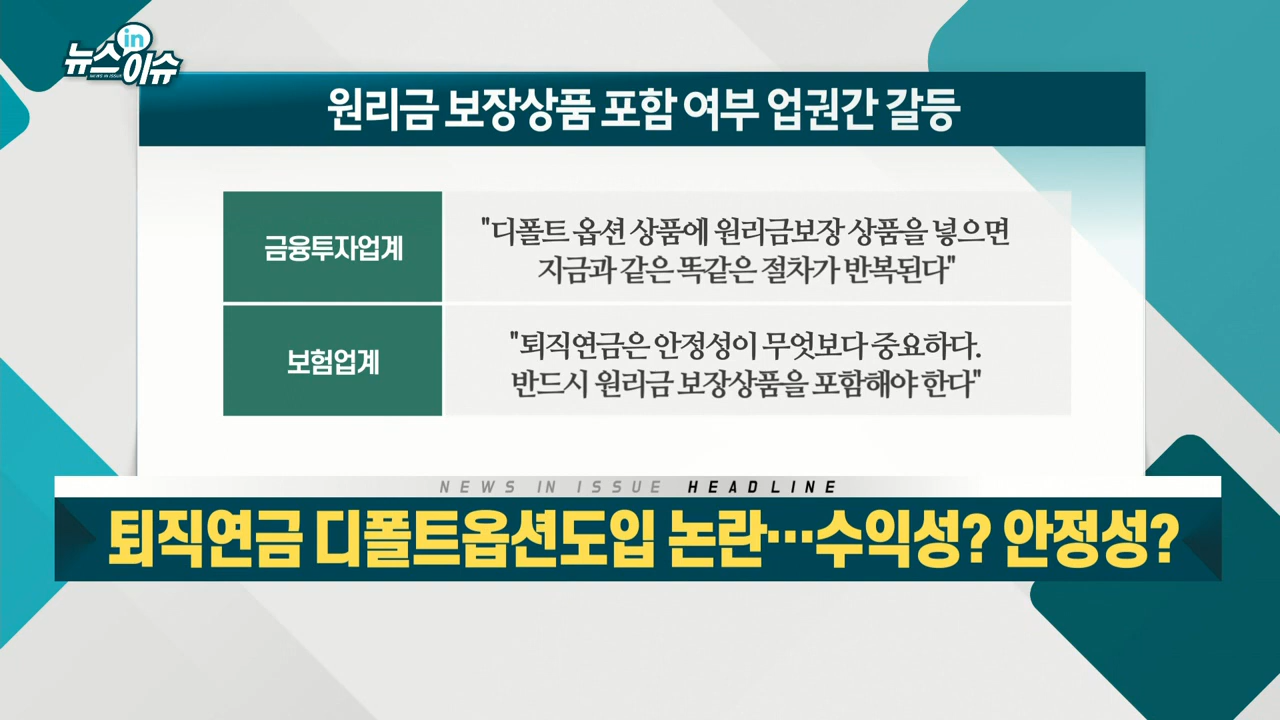 뉴스in이슈
NEWS IN ISSUE
원리금 보장상품 포함 여부 업권간 갈등
금융투자업계
"디폴트 옵션 상품에 원리금보장 상품을 넣으면
지금과 같은 똑같은 절차가 반복된다"
보험업계
"퇴직연금은 안정성이 무엇보다 중요하다.
반드시 원리금 보장상품을 포함해야 한다"
NEWS IN ISSUE HEADLINE
퇴직연금 디폴트옵션도입 논란…수익성? 안정성?